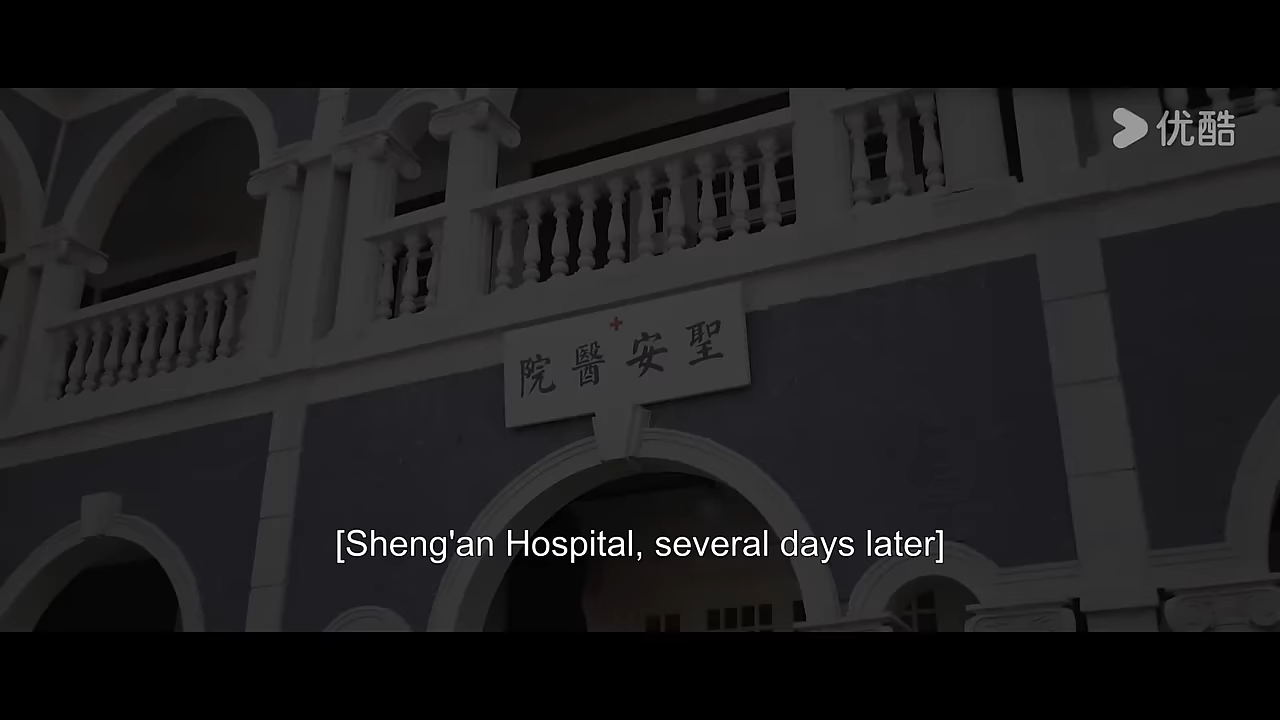 优酷
院醫安聖
[Sheng'an Hospital, several days later]